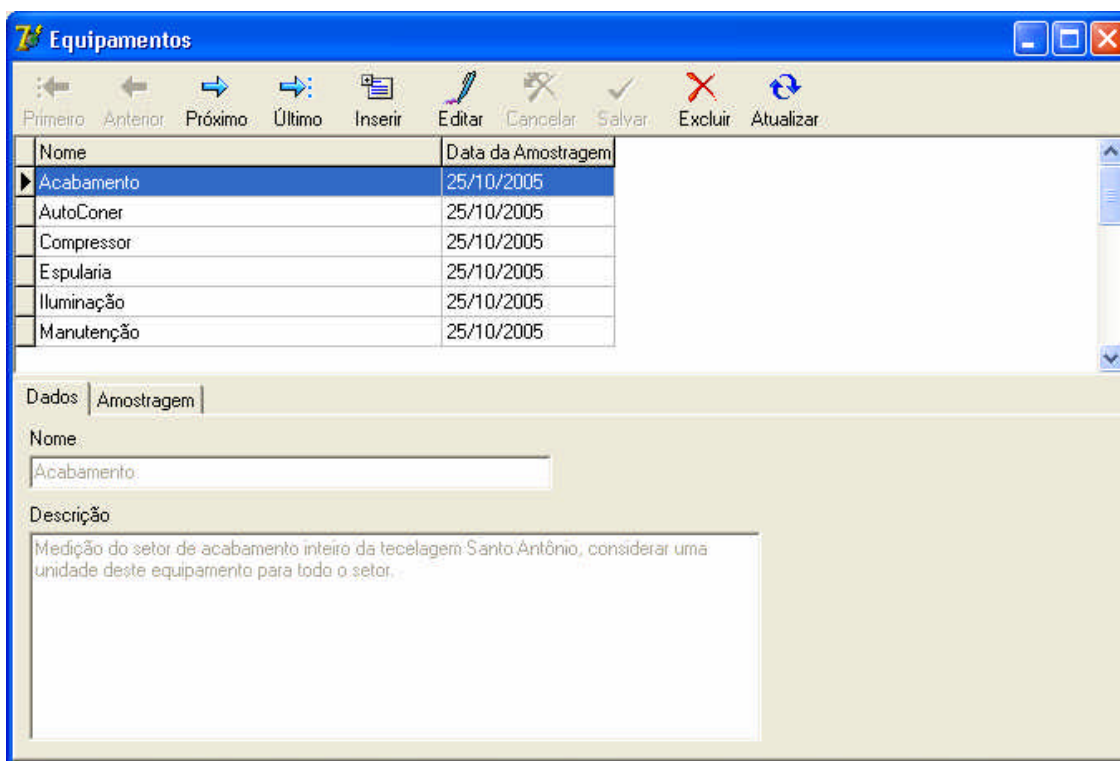 Equipamentos
Primeiro Anterior Próximo Último Inserir Editar Cancelar Salvar Excluir Atualizar
Nome Data da Amostragem
Acabamento 25/10/2005
AutoConer 25/10/2005
Compressor 25/10/2005
Espularia 25/10/2005
Iluminação 25/10/2005
Manutenção 25/10/2005
Dados Amostragem
Nome
Acabamento
Descrição
Medição do setor de acabamento inteiro da tecelagem Santo Antônio, considerar uma
unidade deste equipamento para todo o setor.